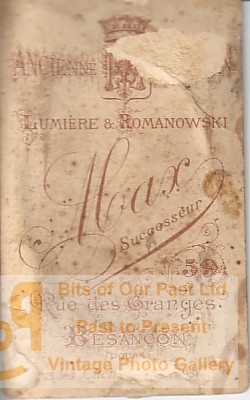 ANCIENNE
LUMIÈRE & ROMANOWSKI
Max
Successeur
59
Bits of Our Past Ltd
Rue des Granges
Past to Present
BESANÇON
Vintage Photo Gallery